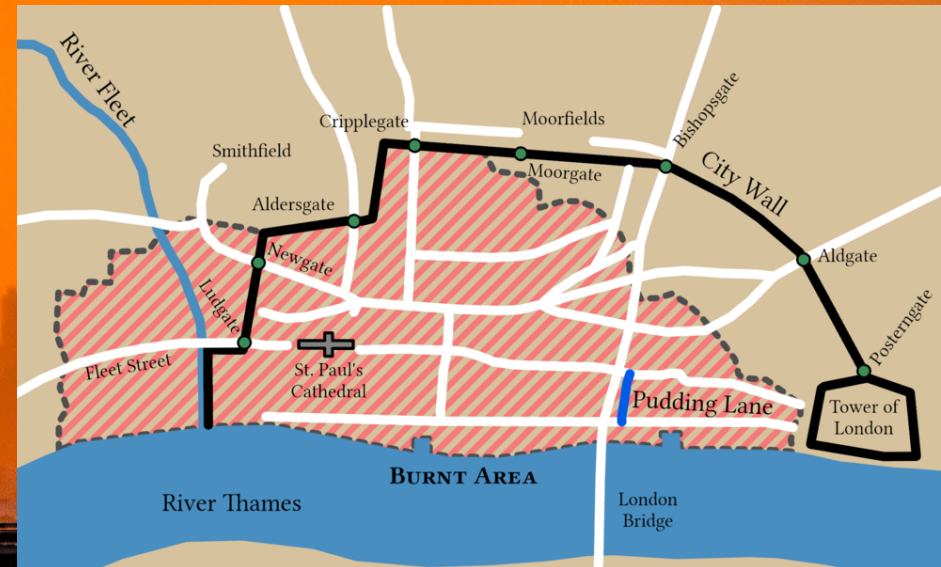 River Fleet
Cripplegate
Moorfields
Bishopsgate
Smithfield
Moorgate
City Wall
Aldersgate
Newgate
Aldgate
Ludgate
Posterngate
Fleet Street
St. Paul's
Cathedral
Pudding Lane
Tower of
London
BURNT AREA
River Thames
London
Bridge